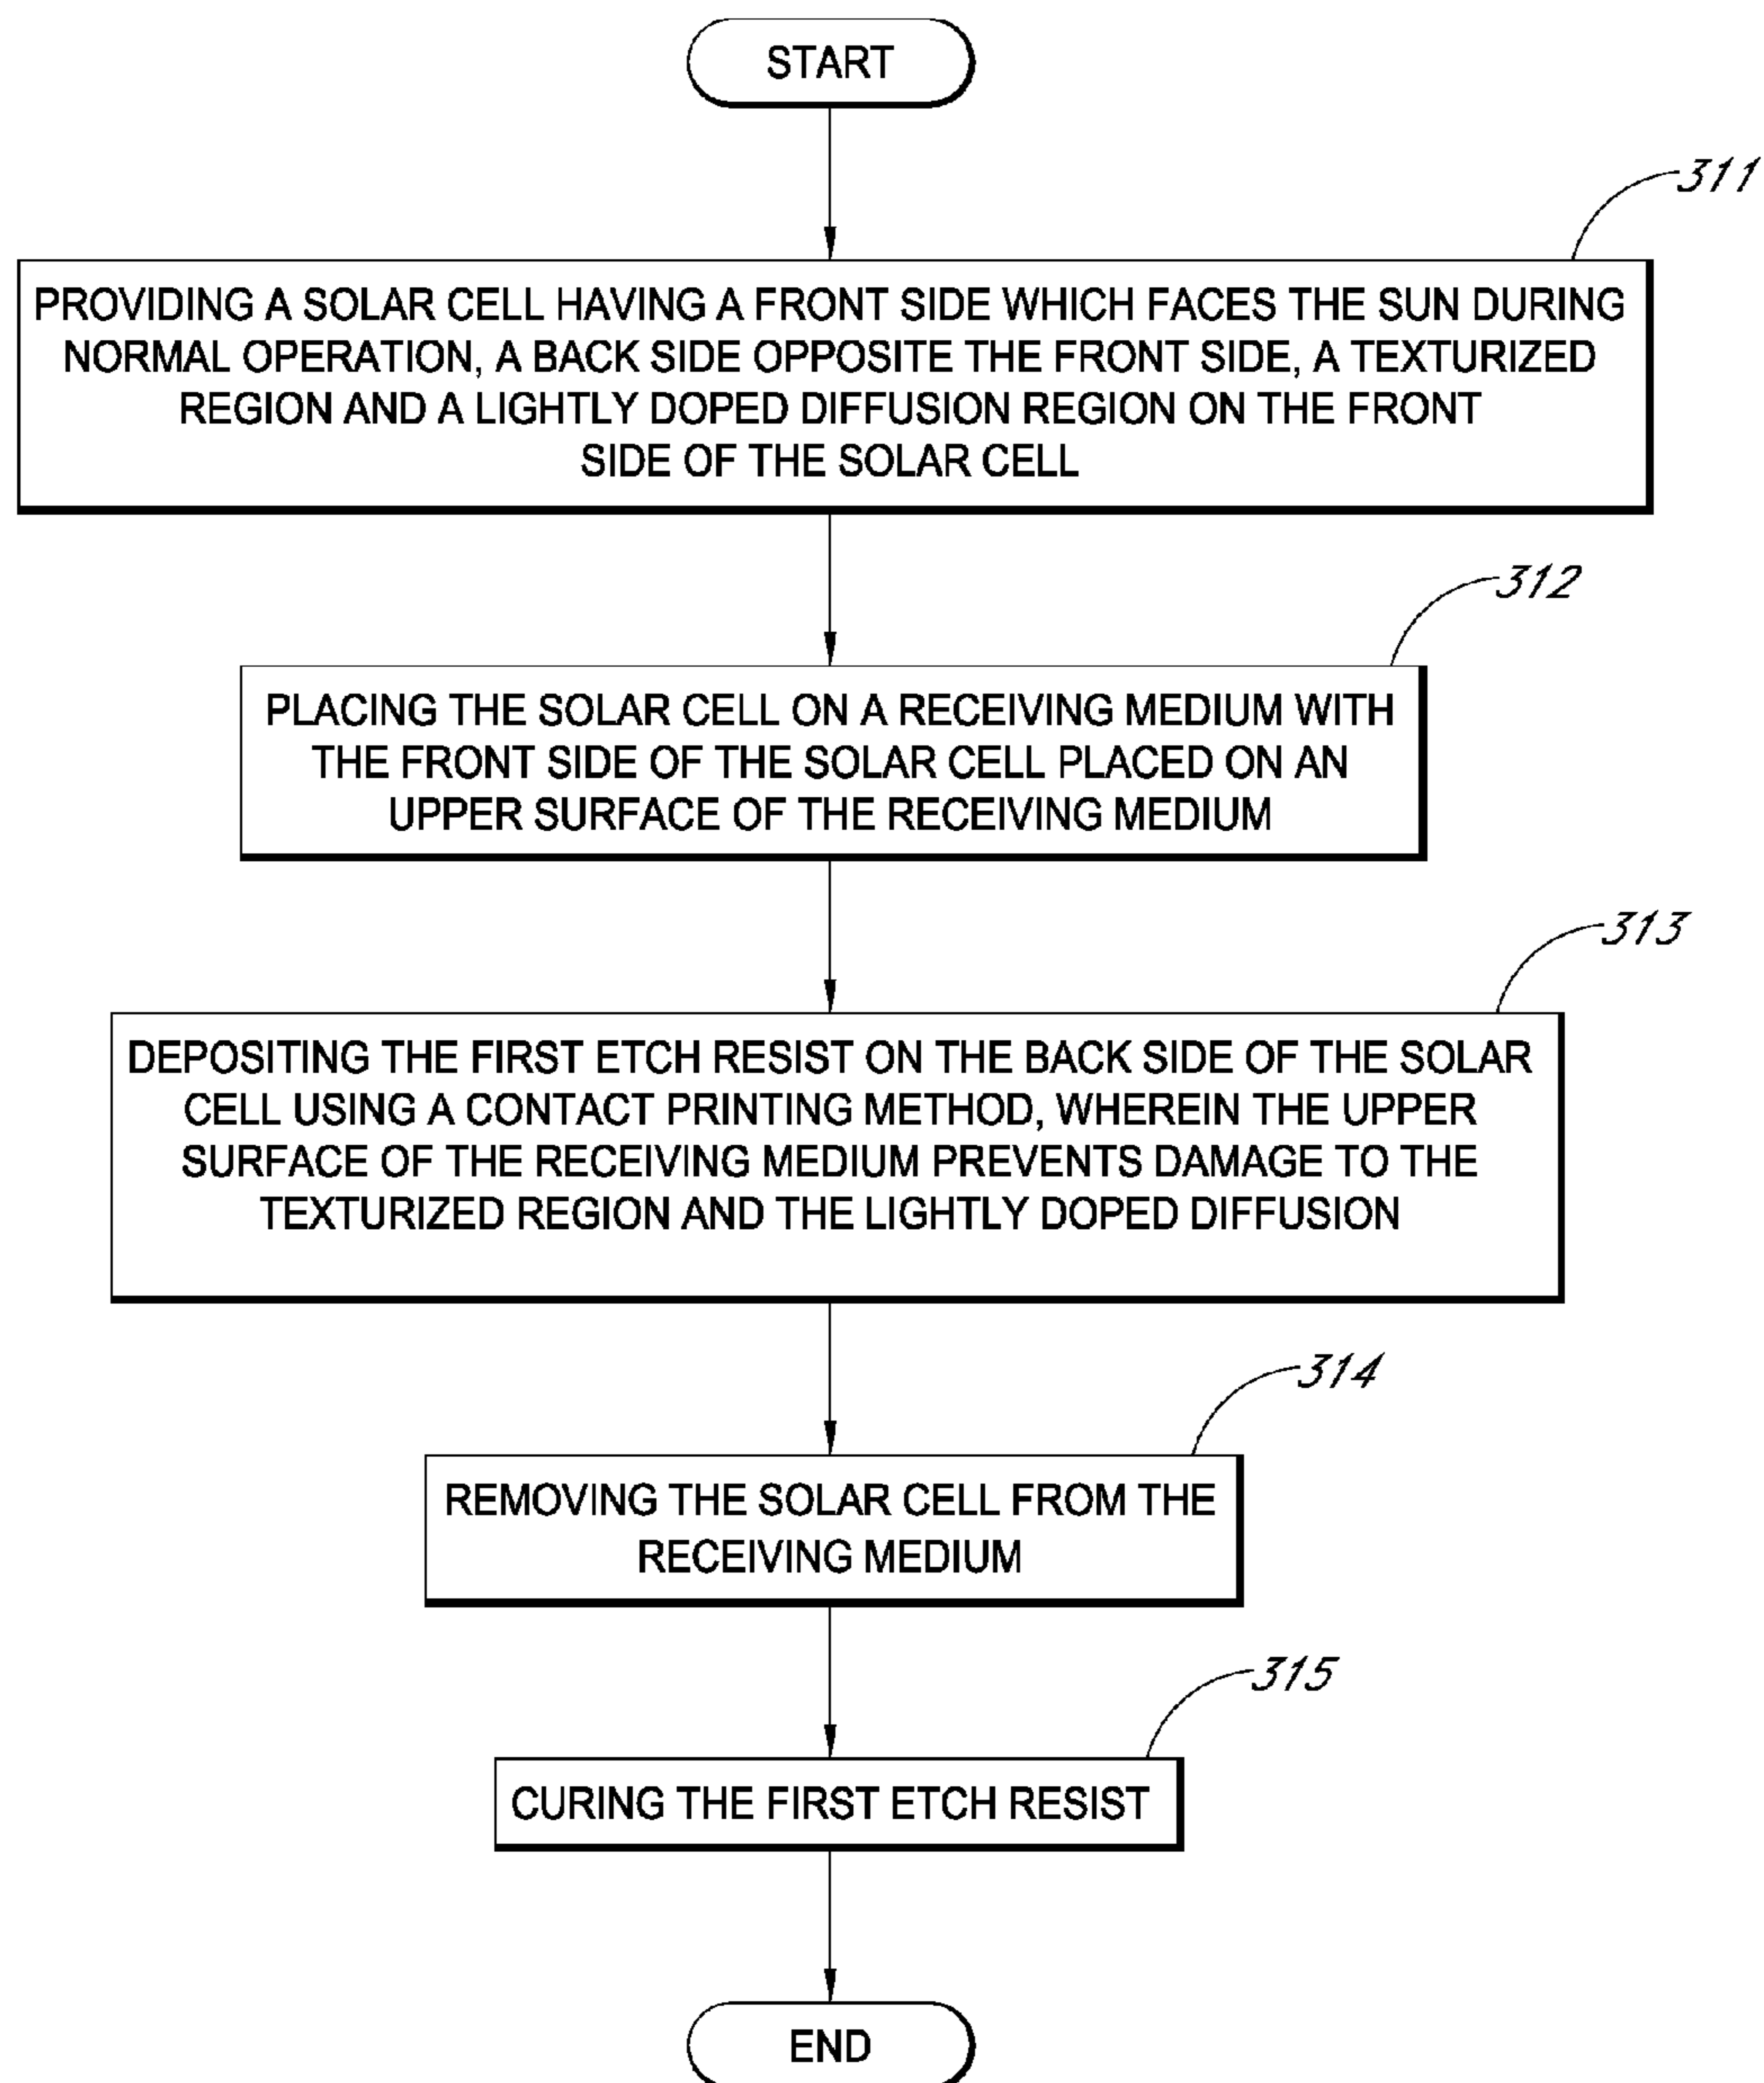 START
311
PROVIDING A SOLAR CELL HAVING A FRONT SIDE WHICH FACES THE SUN DURING
NORMAL OPERATION, A BACK SIDE OPPOSITE THE FRONT SIDE, A TEXTURIZED
REGION AND A LIGHTLY DOPED DIFFUSION REGION ON THE FRONT
SIDE OF THE SOLAR CELL
312
PLACING THE SOLAR CELL ON A RECEIVING MEDIUM WITH
THE FRONT SIDE OF THE SOLAR CELL PLACED ON AN
UPPER SURFACE OF THE RECEIVING MEDIUM
313
DEPOSITING THE FIRST ETCH RESIST ON THE BACK SIDE OF THE SOLAR
CELL USING A CONTACT PRINTING METHOD, WHEREIN THE UPPER
SURFACE OF THE RECEIVING MEDIUM PREVENTS DAMAGE TO THE
TEXTURIZED REGION AND THE LIGHTLY DOPED DIFFUSION
314
REMOVING THE SOLAR CELL FROM THE
RECEIVING MEDIUM
315
CURING THE FIRST ETCH RESIST
END